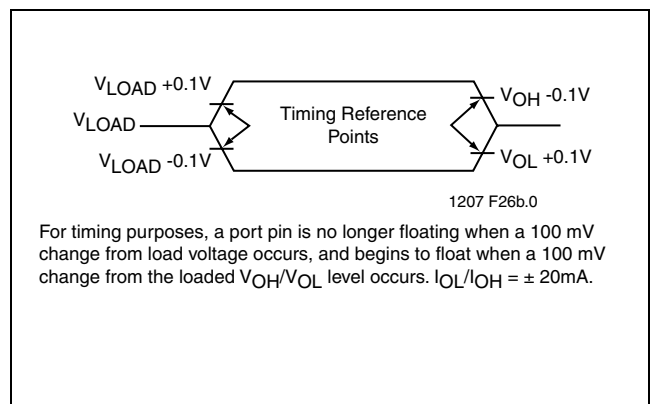 VLOAD +0.1V
VLOAD
VLOAD -0.1V
Timing Reference
Points
VOH -0.1V
VOL +0.1V
1207 F26b.0
For timing purposes, a port pin is no longer floating when a 100 mV
change from load voltage occurs, and begins to float when a 100 mV
change from the loaded VOH/VOL level occurs. IOL/IOH = ± 20mA.